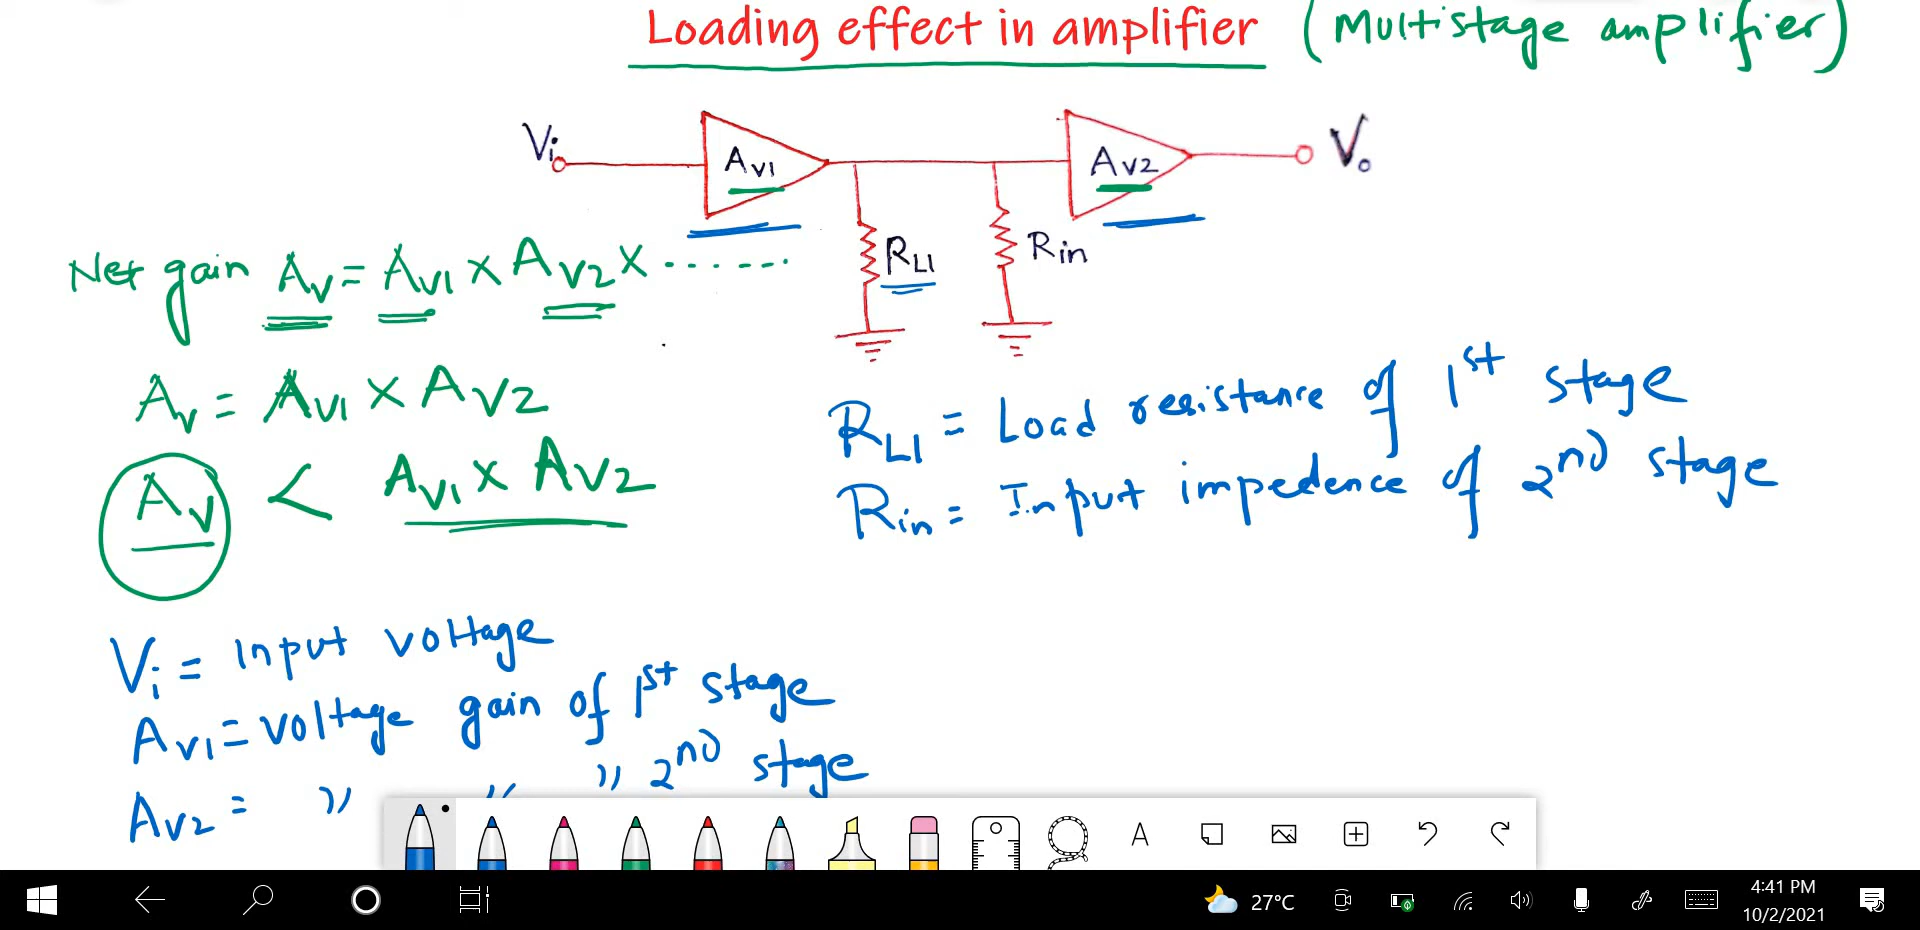 Loading effect in amplifier (Multistage amplifier)
Vi AV1 AV2 Vo
RL1 Rin
Net gain AV = AV1 x AV2 x .......
AV = AV1 x AV2
AV < AV1 x AV2
RL1 = Load resistance of 1st stage
Rin = Input impedence of 2nd stage
Vi = input voltage
AV1 = voltage gain of 1st stage
AV2 = " " " 2nd stage
A
27°C
4:41 PM
10/2/2021